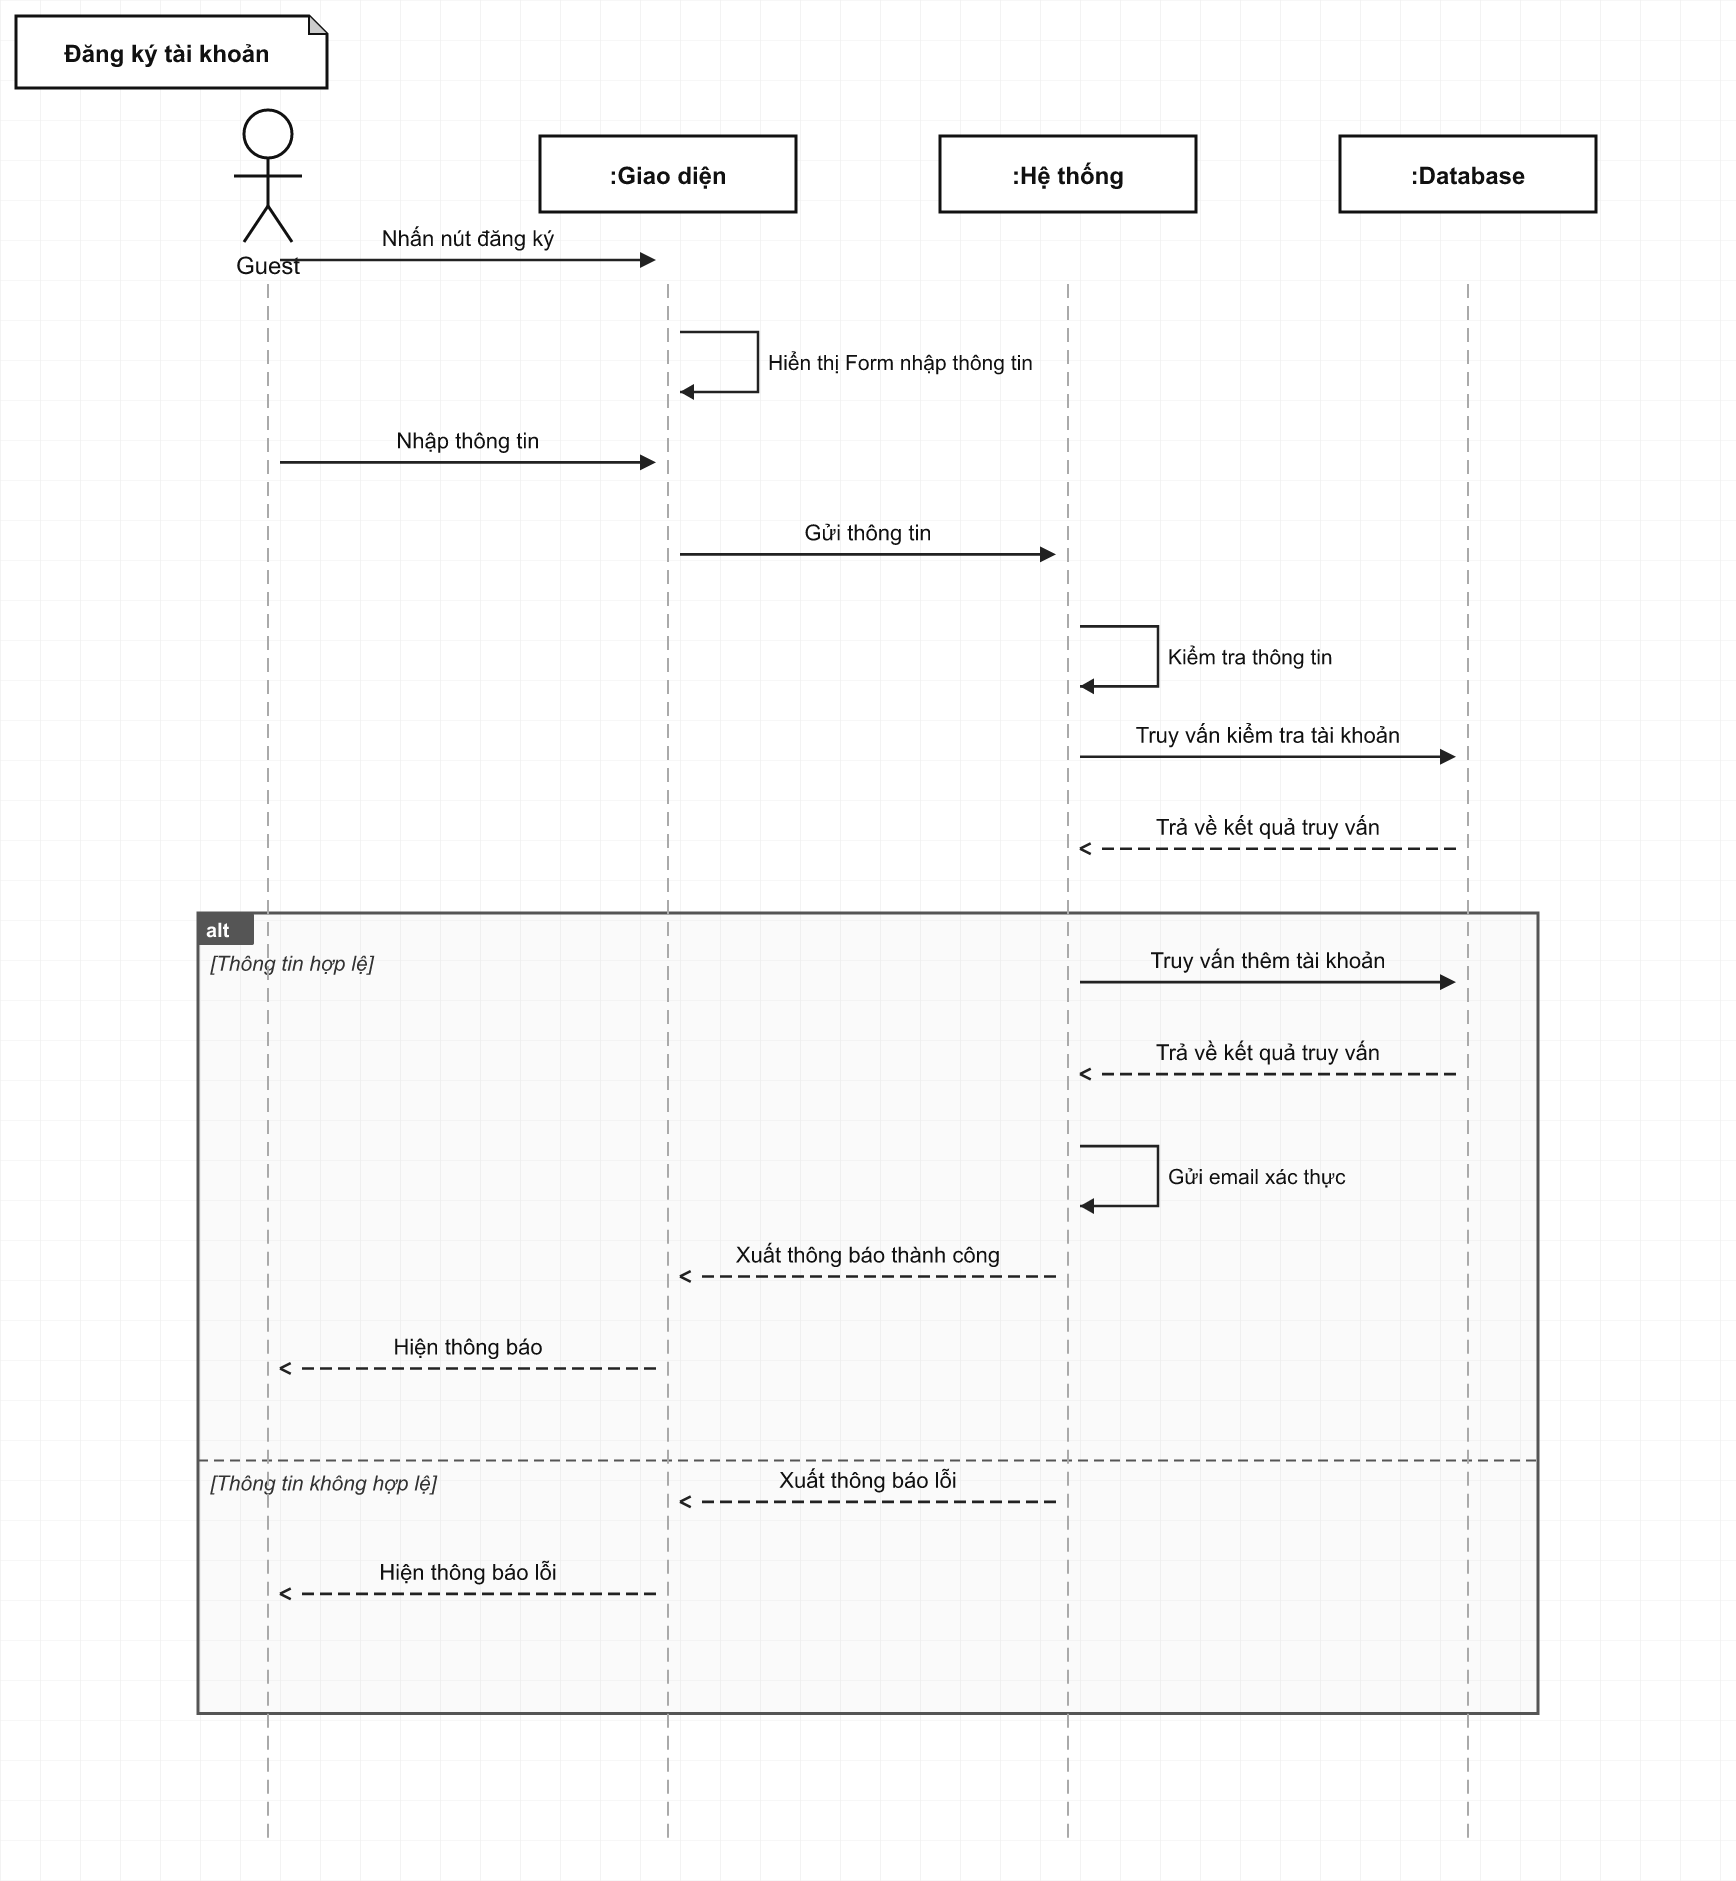 Đăng ký tài khoản
:Giao diện
:Hệ thống
:Database
Nhấn nút đăng ký
Guest
Hiển thị Form nhập thông tin
Nhập thông tin
Gửi thông tin
Kiểm tra thông tin
Truy vấn kiểm tra tài khoản
Trả về kết quả truy vấn
alt
[Thông tin hợp lệ]
Truy vấn thêm tài khoản
Trả về kết quả truy vấn
Gửi email xác thực
Xuất thông báo thành công
Hiện thông báo
[Thông tin không hợp lệ]
Xuất thông báo lỗi
Hiện thông báo lỗi